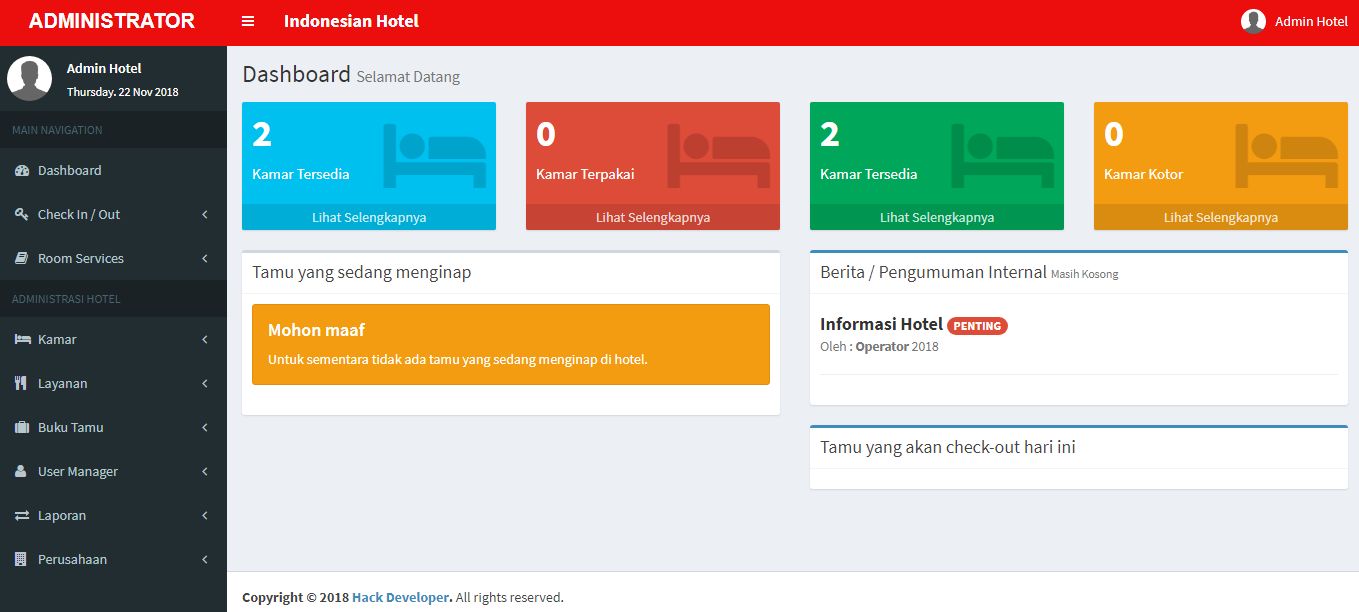 ADMINISTRATOR
Indonesian Hotel
Admin Hotel
Admin Hotel
Thursday. 22 Nov 2018
MAIN NAVIGATION
Dashboard
Check In / Out
Room Services
ADMINISTRASI HOTEL
Kamar
Layanan
Buku Tamu
User Manager
Laporan
Perusahaan
Dashboard Selamat Datang
2
Kamar Tersedia
Lihat Selengkapnya
0
Kamar Terpakai
Lihat Selengkapnya
2
Kamar Tersedia
Lihat Selengkapnya
0
Kamar Kotor
Lihat Selengkapnya
Tamu yang sedang menginap
Mohon maaf
Untuk sementara tidak ada tamu yang sedang menginap di hotel.
Berita / Pengumuman Internal Masih Kosong
Informasi Hotel PENTING
Oleh : Operator 2018
Tamu yang akan check-out hari ini
Copyright © 2018 Hack Developer. All rights reserved.